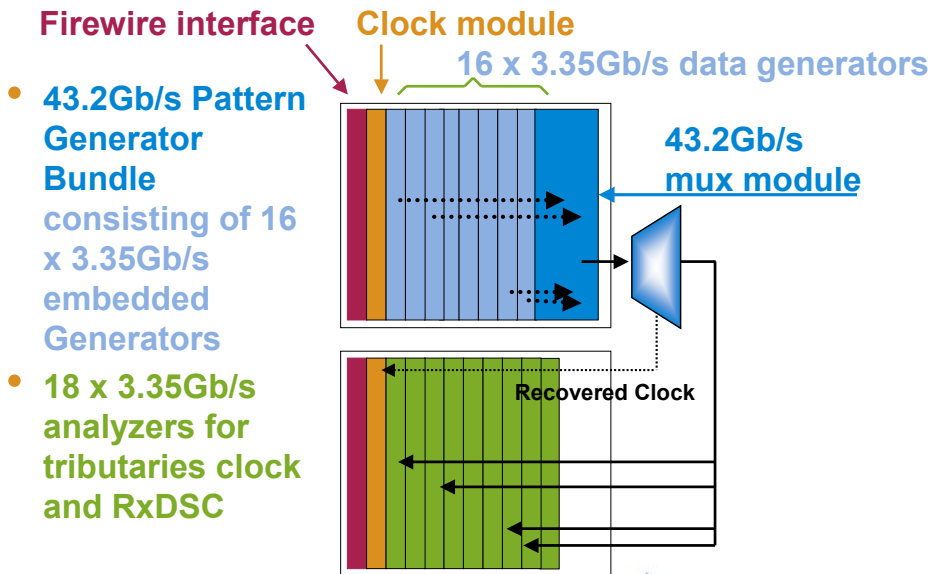 Firewire interface
Clock module
16 x 3.35Gb/s data generators
• 43.2Gb/s Pattern
Generator
Bundle
consisting of 16
x 3.35Gb/s
embedded
Generators
• 18 x 3.35Gb/s
analyzers for
tributaries clock
and RxDSC
43.2Gb/s
mux module
Recovered Clock